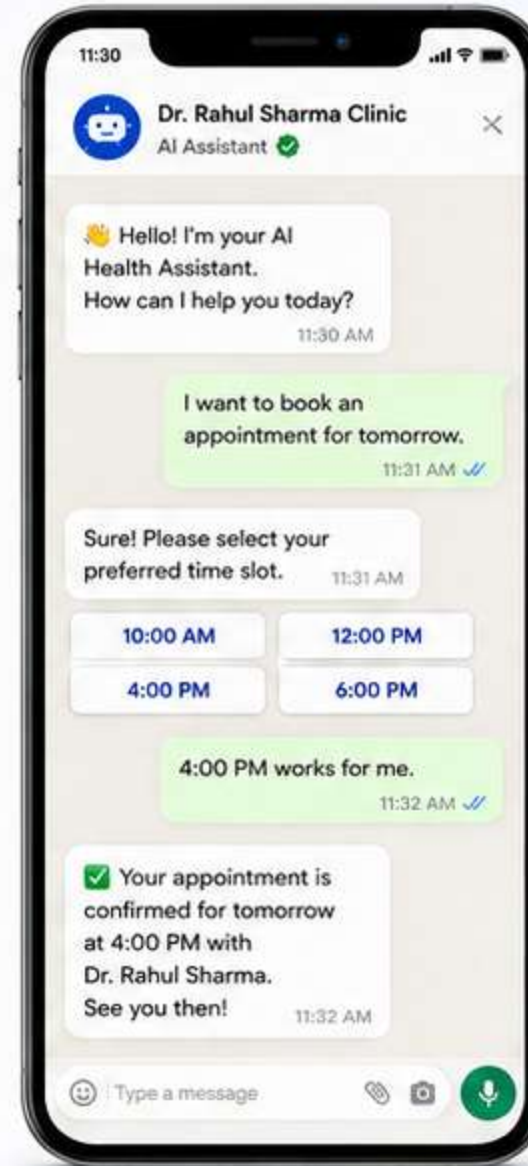 11:30
Dr. Rahul Sharma Clinic
AI Assistant
👋 Hello! I'm your AI
Health Assistant.
How can I help you today?
11:30 AM
I want to book an
appointment for tomorrow.
11:31 AM
Sure! Please select your
preferred time slot.
11:31 AM
10:00 AM
12:00 PM
4:00 PM
6:00 PM
4:00 PM works for me.
11:32 AM
✅ Your appointment is
confirmed for tomorrow
at 4:00 PM with
Dr. Rahul Sharma.
See you then!
11:32 AM
Type a message